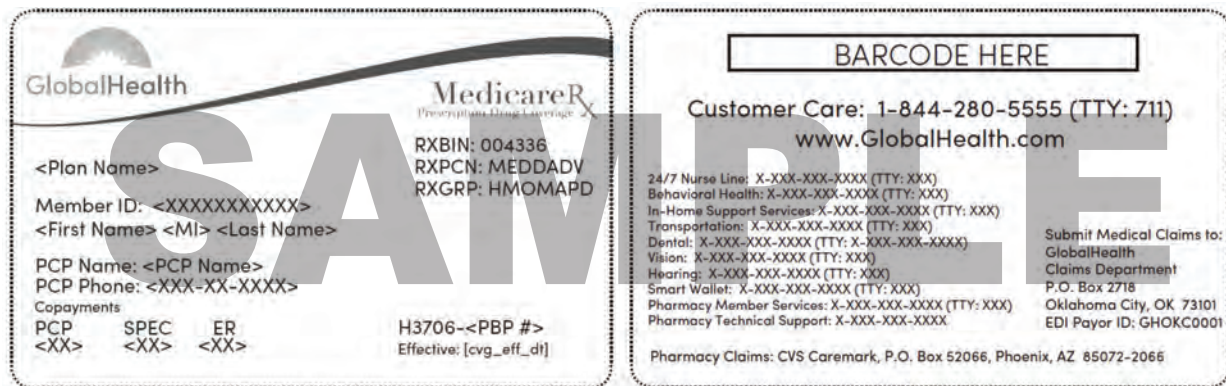 GlobalHealth
MedicareRx
Prescription Drug Coverage
RXBIN: 004336
RXPCN: MEDDADV
RXGRP: HMOMAPD
<Plan Name>
Member ID: <XXXXXXXXXXX>
<First Name> <MI> <Last Name>
PCP Name: <PCP Name>
PCP Phone: <XXX-XX-XXXX>
Copayments
PCP SPEC ER
<XX> <XX> <XX>
H3706-<PBP #>
Effective: [cvg_eff_dt]
SAMPLE
BARCODE HERE
Customer Care: 1-844-280-5555 (TTY: 711)
www.GlobalHealth.com
24/7 Nurse Line: X-XXX-XXX-XXXX (TTY: XXX)
Behavioral Health: X-XXX-XXX-XXXX (TTY: XXX)
In-Home Support Services: X-XXX-XXX-XXXX (TTY: XXX)
Transportation: X-XXX-XXX-XXXX (TTY: XXX)
Dental: X-XXX-XXX-XXXX (TTY: X-XXX-XXX-XXXX)
Vision: X-XXX-XXX-XXXX (TTY: XXX)
Hearing: X-XXX-XXX-XXXX (TTY: XXX)
Smart Wallet: X-XXX-XXX-XXXX (TTY: XXX)
Pharmacy Member Services: X-XXX-XXX-XXXX (TTY: XXX)
Pharmacy Technical Support: X-XXX-XXX-XXXX
Submit Medical Claims to:
GlobalHealth
Claims Department
P.O. Box 2718
Oklahoma City, OK 73101
EDI Payor ID: GHOKC0001
Pharmacy Claims: CVS Caremark, P.O. Box 52066, Phoenix, AZ 85072-2066